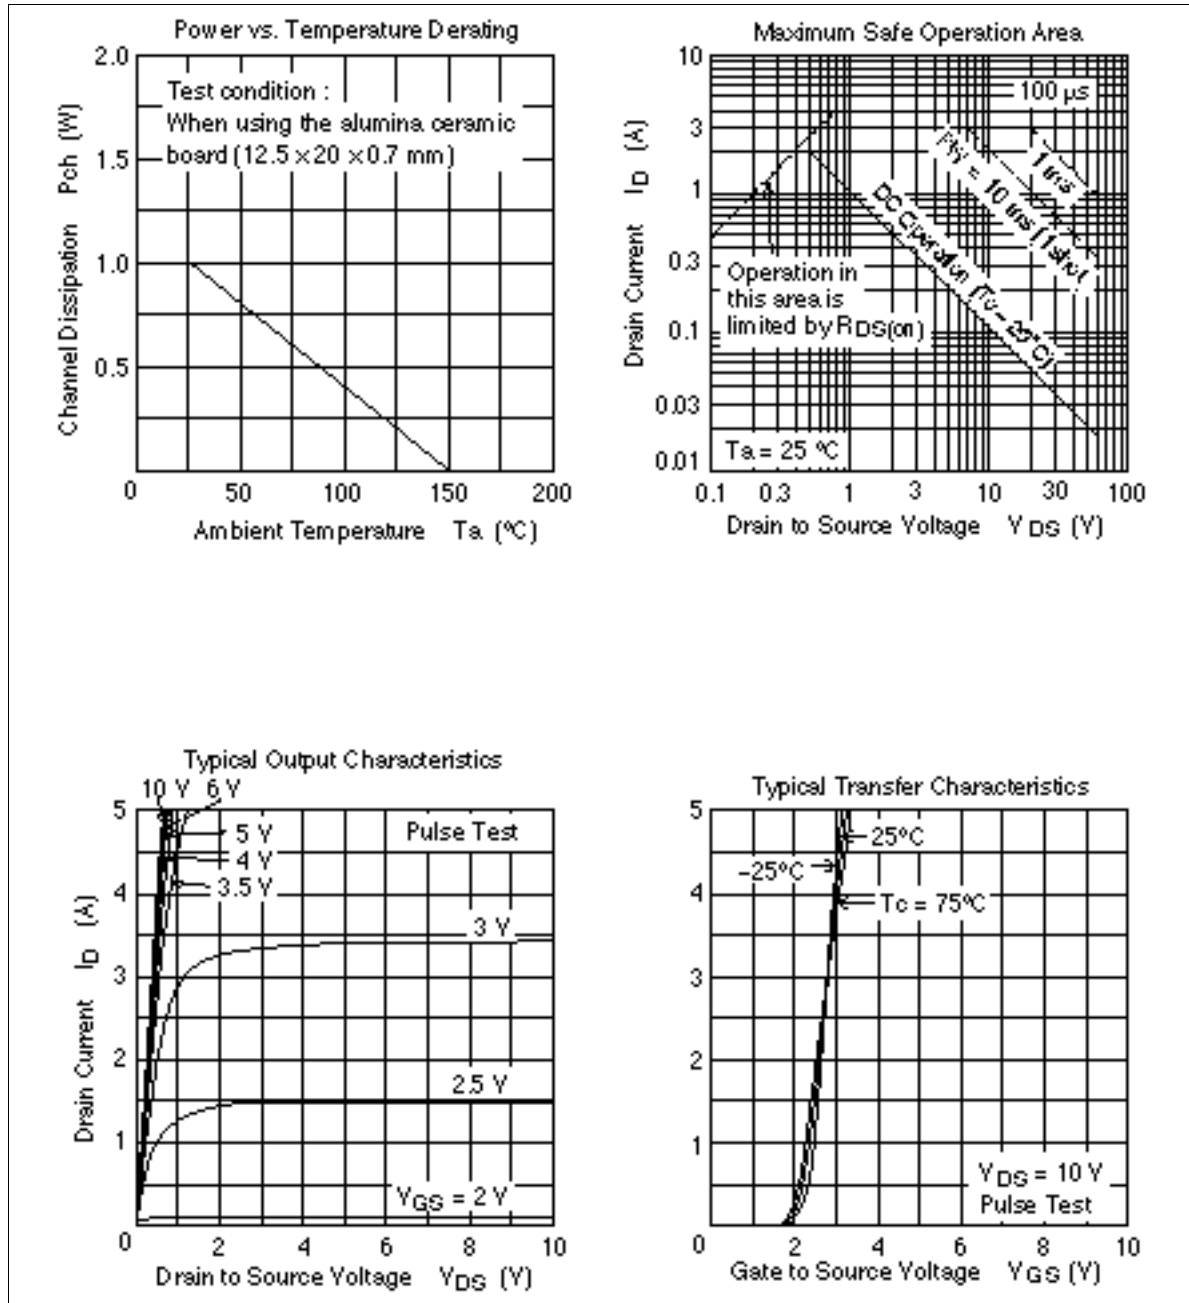 Power vs. Temperature Derating
2.0
1.5
1.0
0.5
Channel Dissipation Pch (W)
Test condition :
When using the alumina ceramic
board (12.5 × 20 × 0.7 mm)
0 50 100 150 200
Ambient Temperature Ta (°C)
Maximum Safe Operation Area
10
3
1
0.3
0.1
0.03
0.01
Drain Current ID (A)
100 µs
1 ms
PW = 10 ms (1shot)
DC Operation (Tc = 25°C)
Operation in
this area is
limited by RDS(on)
Ta = 25 °C
0.1 0.3 1 3 10 30 100
Drain to Source Voltage VDS (V)
Typical Output Characteristics
10 V 6 V
5 V
4 V
3.5 V
Pulse Test
3 V
2.5 V
VGS = 2 V
5
4
3
2
1
Drain Current ID (A)
0 2 4 6 8 10
Drain to Source Voltage VDS (V)
Typical Transfer Characteristics
5
4
3
2
1
25°C
–25°C
Tc = 75°C
VDS = 10 V
Pulse Test
Drain Current ID (A)
0 2 4 6 8 10
Gate to Source Voltage VGS (V)